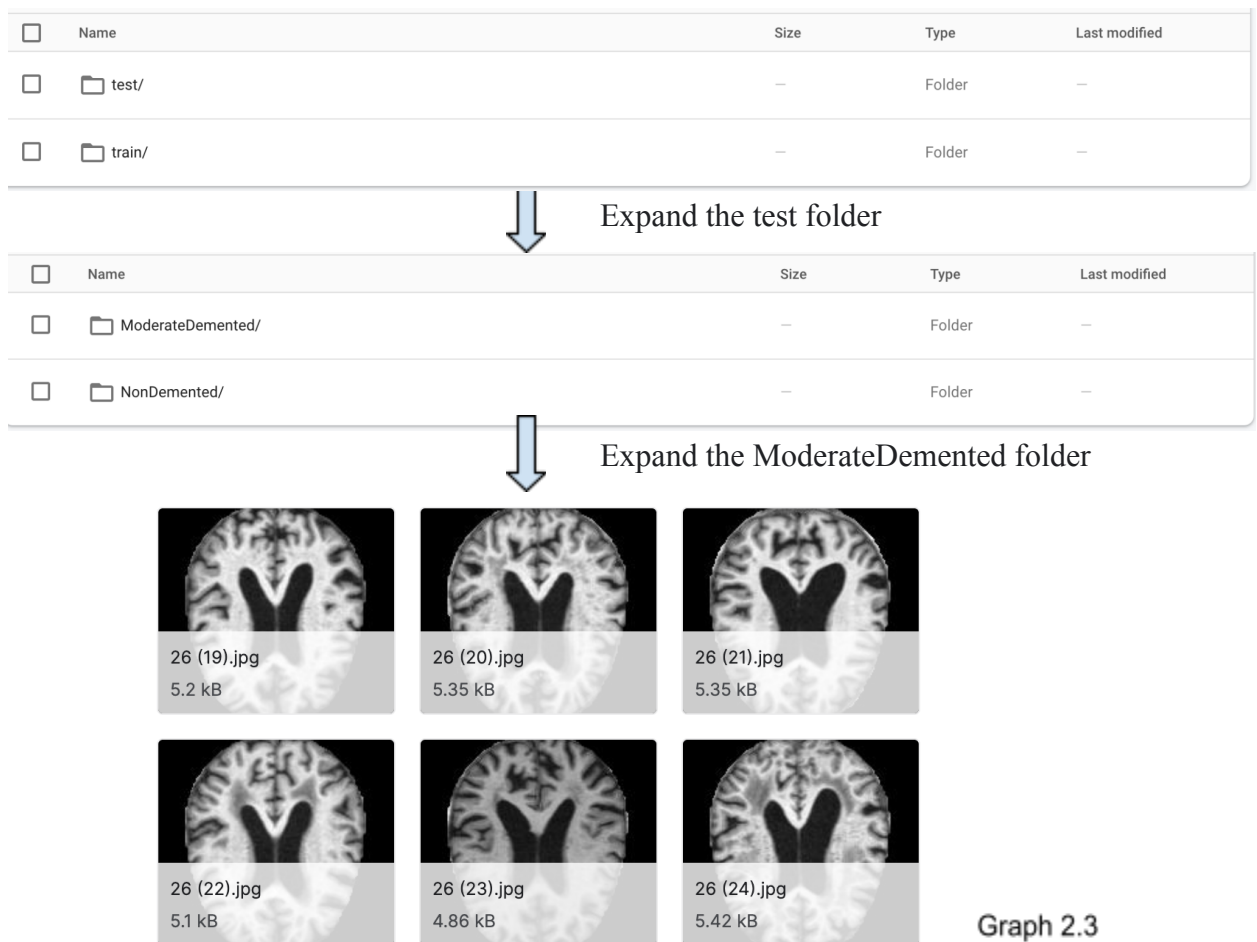 Name Size Type Last modified
test/ — Folder —
train/ — Folder —
Expand the test folder
Name Size Type Last modified
ModerateDemented/ — Folder —
NonDemented/ — Folder —
Expand the ModerateDemented folder
26 (19).jpg 26 (20).jpg 26 (21).jpg
5.2 kB 5.35 kB 5.35 kB
26 (22).jpg 26 (23).jpg 26 (24).jpg
5.1 kB 4.86 kB 5.42 kB
Graph 2.3